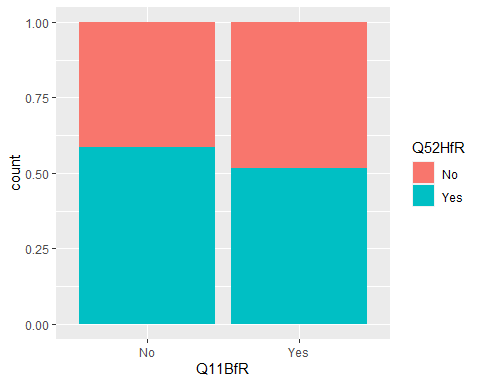 1.00
0.75
0.50
0.25
0.00
count
No
Yes
Q11BfR
Q52HfR
No
Yes